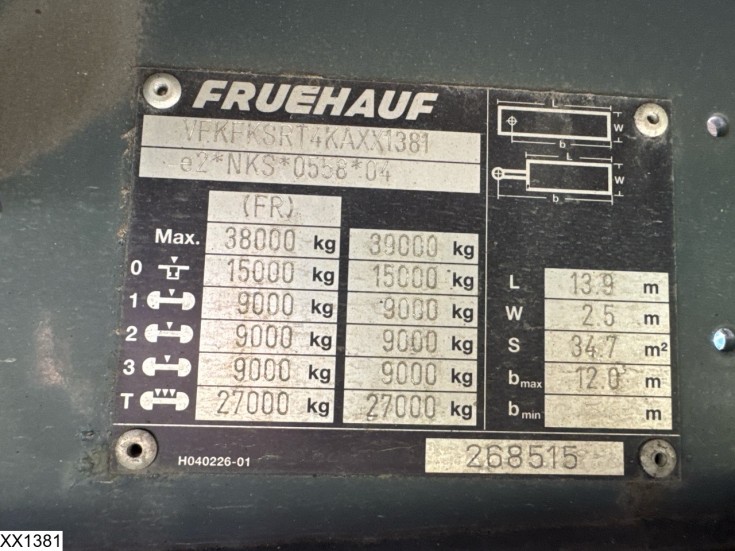 FRUEHAUF
VFKFKSRT4KAXX1381
e2*NKS*0558*04
(FR)
Max. 38000 kg 39000 kg
0 15000 kg 15000 kg
1 9000 kg 9000 kg
2 9000 kg 9000 kg
3 9000 kg 9000 kg
T 27000 kg 27000 kg
L
W
b
L
W
b
L 13.9 m
W 2.5 m
S 34.7 m²
bmax 12.0 m
bmin m
H040226-01
268515
XX1381